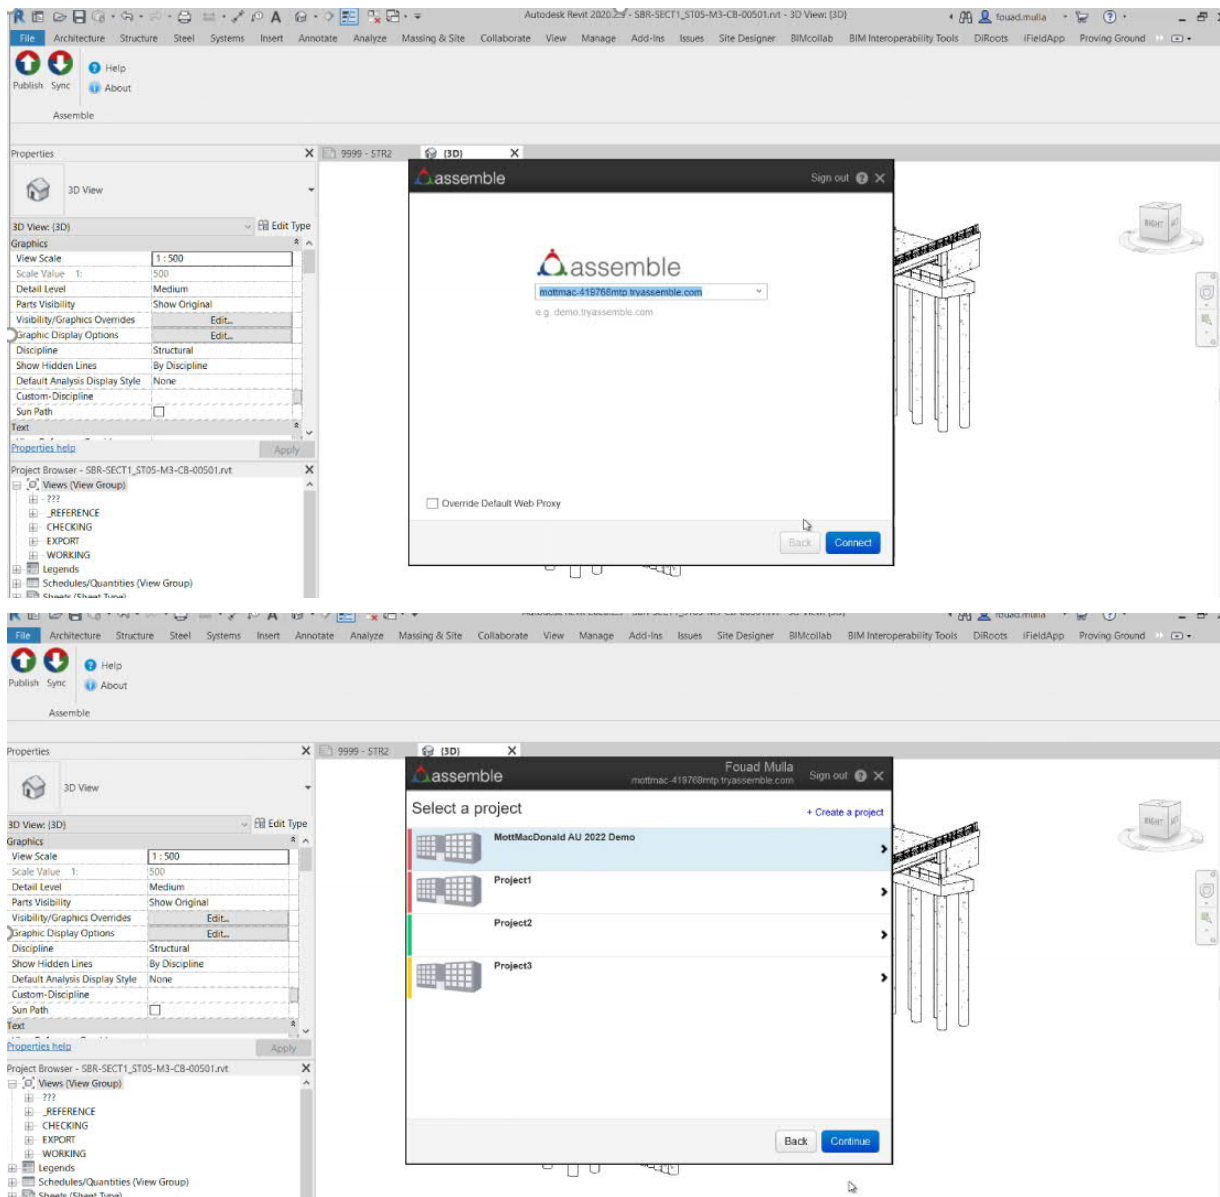 Autodesk Revit 2020.2.9 - SBR-SECT1_ST05-M3-CB-00501.rvt - 3D View: {3D}
fouad.mulla
File Architecture Structure Steel Systems Insert Annotate Analyze Massing & Site Collaborate View Manage Add-Ins Issues Site Designer BIMcollab BIM Interoperability Tools DiRoots iFieldApp Proving Ground
Help
Publish Sync
About
Assemble
Properties
9999 - STR2
{3D}
assemble
Sign out
3D View
RIGHT
3D View: {3D}
Edit Type
Graphics
View Scale
1 : 500
assemble
Scale Value 1:
500
Detail Level
Medium
mottmac-419768mtp.tryassemble.com
Parts Visibility
Show Original
e.g. demo.tryassemble.com
Visibility/Graphics Overrides
Edit...
Graphic Display Options
Edit...
Discipline
Structural
Show Hidden Lines
By Discipline
Default Analysis Display Style
None
Custom-Discipline
Sun Path
Text
Properties help
Apply
Project Browser - SBR-SECT1_ST05-M3-CB-00501.rvt
Views (View Group)
???
Override Default Web Proxy
_REFERENCE
CHECKING
EXPORT
Back
Connect
WORKING
Legends
Schedules/Quantities (View Group)
Sheets (Sheet Type)
File Architecture Structure Steel Systems Insert Annotate Analyze Massing & Site Collaborate View Manage Add-Ins Issues Site Designer BIMcollab BIM Interoperability Tools DiRoots iFieldApp Proving Ground
Help
Publish Sync
About
Assemble
Properties
9999 - STR2
{3D}
assemble
Fouad Mulla
mottmac-419768mtp.tryassemble.com
Sign out
3D View
Select a project
+ Create a project
RIGHT
3D View: {3D}
Edit Type
MottMacDonald AU 2022 Demo
Graphics
View Scale
1 : 500
Scale Value 1:
500
Project1
Detail Level
Medium
Parts Visibility
Show Original
Visibility/Graphics Overrides
Edit...
Project2
Graphic Display Options
Edit...
Discipline
Structural
Show Hidden Lines
By Discipline
Project3
Default Analysis Display Style
None
Custom-Discipline
Sun Path
Text
Properties help
Apply
Project Browser - SBR-SECT1_ST05-M3-CB-00501.rvt
Views (View Group)
???
_REFERENCE
CHECKING
EXPORT
Back
Continue
WORKING
Legends
Schedules/Quantities (View Group)
Sheets (Sheet Type)